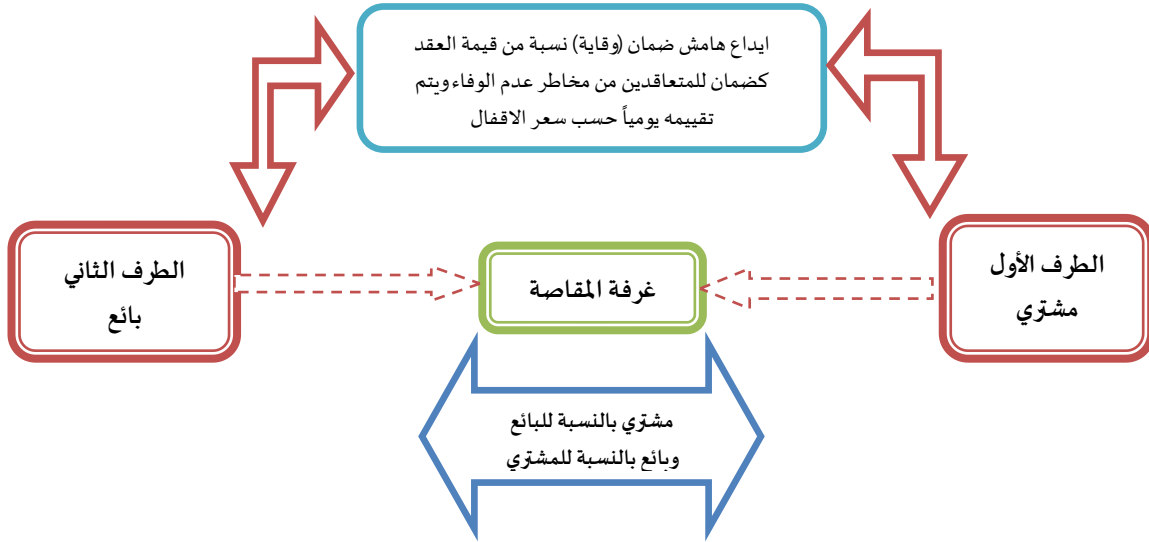 ايداع هامش ضمان (وقاية) نسبة من قيمة العقد
كضمان للمتعاقدين من مخاطر عدم الوفاء ويتم
تقييمه يومياً حسب سعر الاقفال
الطرف الأول
مشتري
غرفة المقاصة
الطرف الثاني
بائع
مشتري بالنسبة للبائع
وبائع بالنسبة للمشتري